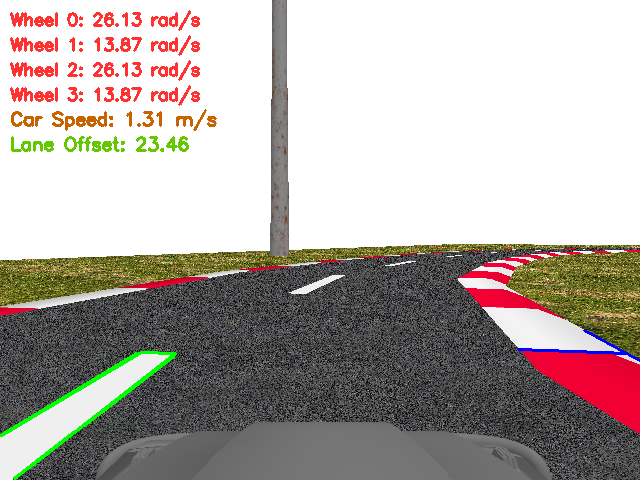 Wheel 0: 26.13 rad/s
Wheel 1: 13.87 rad/s
Wheel 2: 26.13 rad/s
Wheel 3: 13.87 rad/s
Car Speed: 1.31 m/s
Lane Offset: 23.46